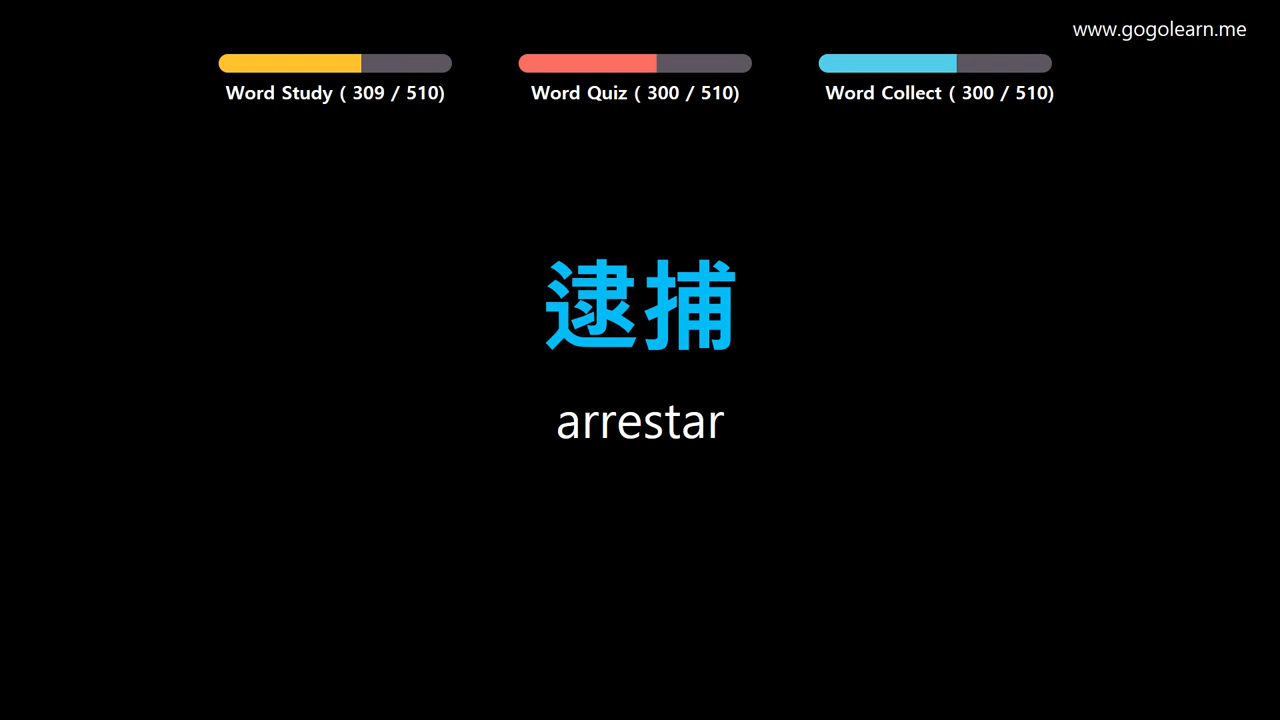 www.gogolearn.me
Word Study ( 309 / 510)
Word Quiz ( 300 / 510)
Word Collect ( 300 / 510)
逮捕
arrestar